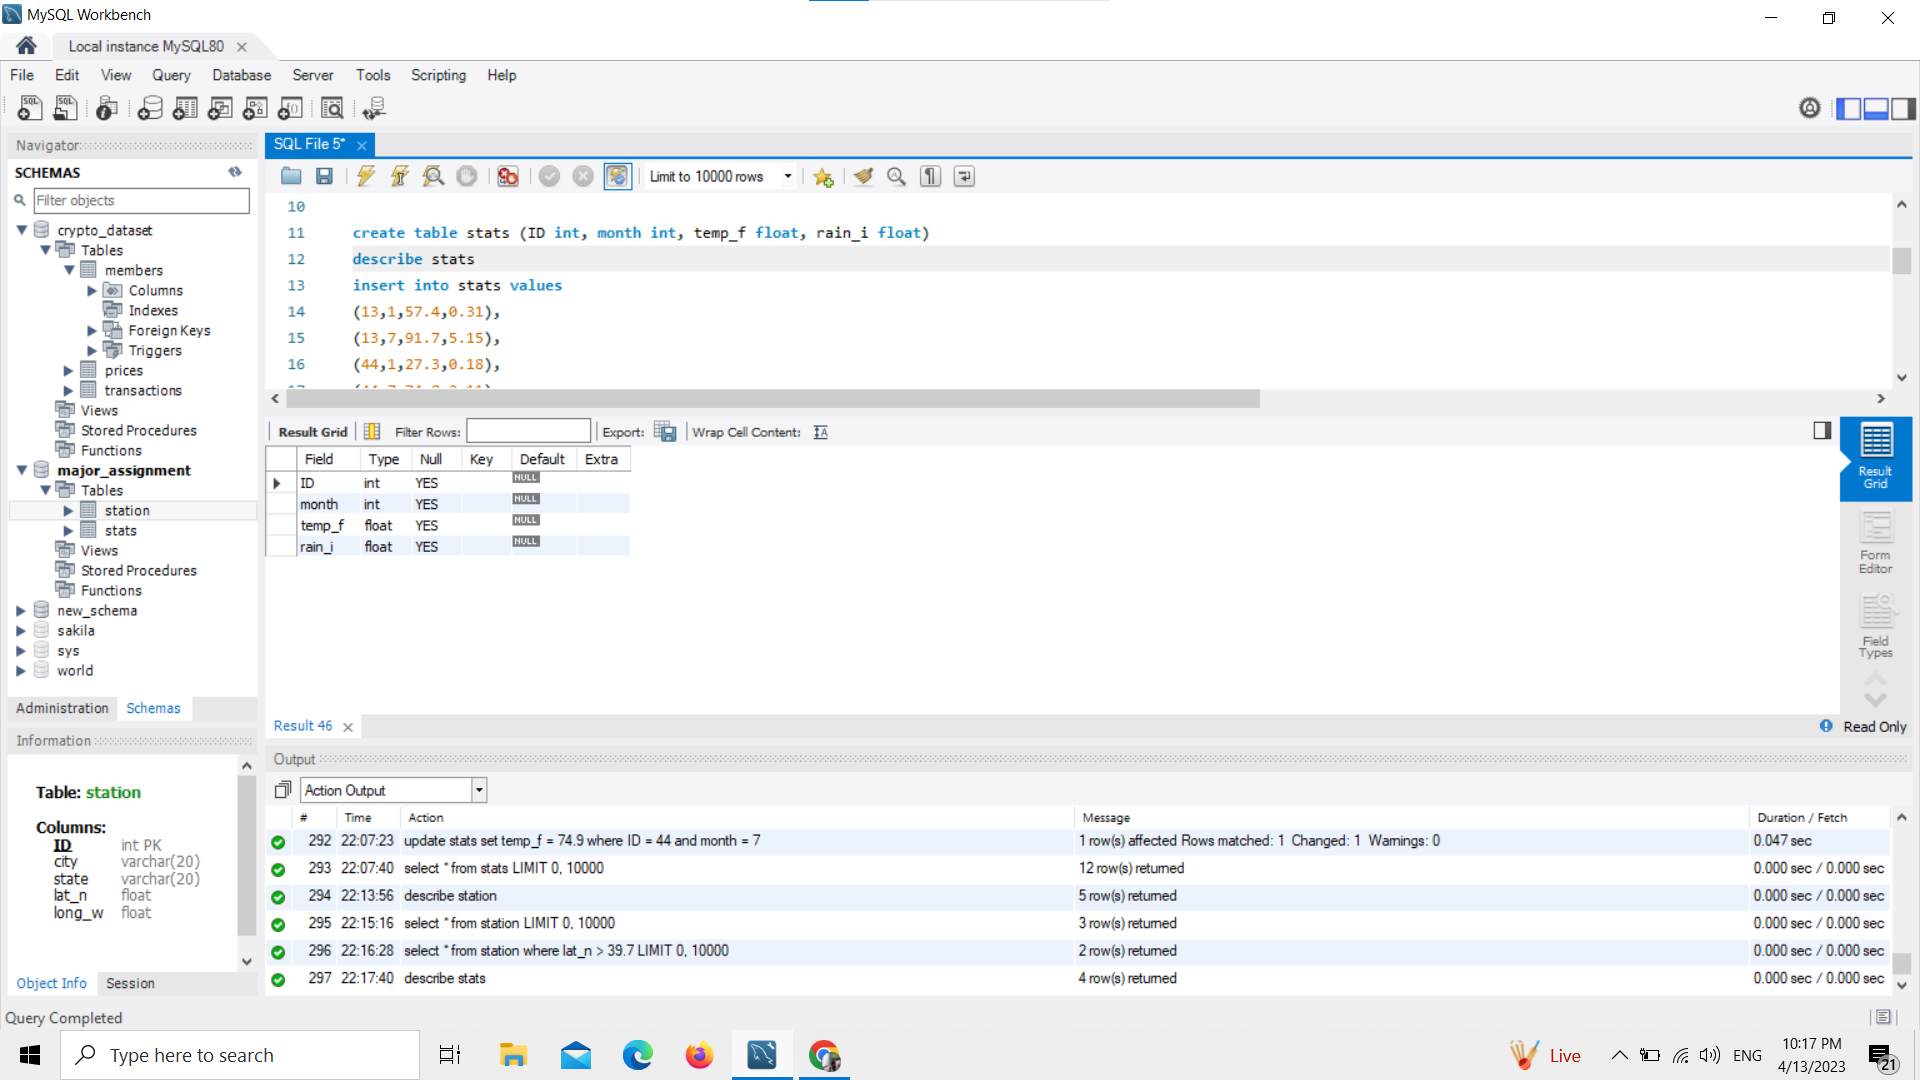 MySQL Workbench
Local instance MySQL80
File Edit View Query Database Server Tools Scripting Help
Navigator
SCHEMAS
Filter objects
crypto_dataset
Tables
members
Columns
Indexes
Foreign Keys
Triggers
prices
transactions
Views
Stored Procedures
Functions
major_assignment
Tables
station
stats
Views
Stored Procedures
Functions
new_schema
sakila
sys
world
Administration Schemas
Information
Table: station
Columns:
ID int PK
city varchar(20)
state varchar(20)
lat_n float
long_w float
Object Info Session
SQL File 5*
Limit to 10000 rows
10
11 create table stats (ID int, month int, temp_f float, rain_i float)
12 describe stats
13 insert into stats values
14 (13,1,57.4,0.31),
15 (13,7,91.7,5.15),
16 (44,1,27.3,0.18),
Result Grid Filter Rows: Export: Wrap Cell Content:
Field Type Null Key Default Extra
ID int YES NULL
month int YES NULL
temp_f float YES NULL
rain_i float YES NULL
Result Grid
Form Editor
Field Types
Result 46
Read Only
Output
Action Output
# Time Action Message Duration / Fetch
292 22:07:23 update stats set temp_f = 74.9 where ID = 44 and month = 7 1 row(s) affected Rows matched: 1 Changed: 1 Warnings: 0 0.047 sec
293 22:07:40 select * from stats LIMIT 0, 10000 12 row(s) returned 0.000 sec / 0.000 sec
294 22:13:56 describe station 5 row(s) returned 0.000 sec / 0.000 sec
295 22:15:16 select * from station LIMIT 0, 10000 3 row(s) returned 0.000 sec / 0.000 sec
296 22:16:28 select * from station where lat_n > 39.7 LIMIT 0, 10000 2 row(s) returned 0.000 sec / 0.000 sec
297 22:17:40 describe stats 4 row(s) returned 0.000 sec / 0.000 sec
Query Completed
Type here to search
Live
ENG
10:17 PM
4/13/2023
21